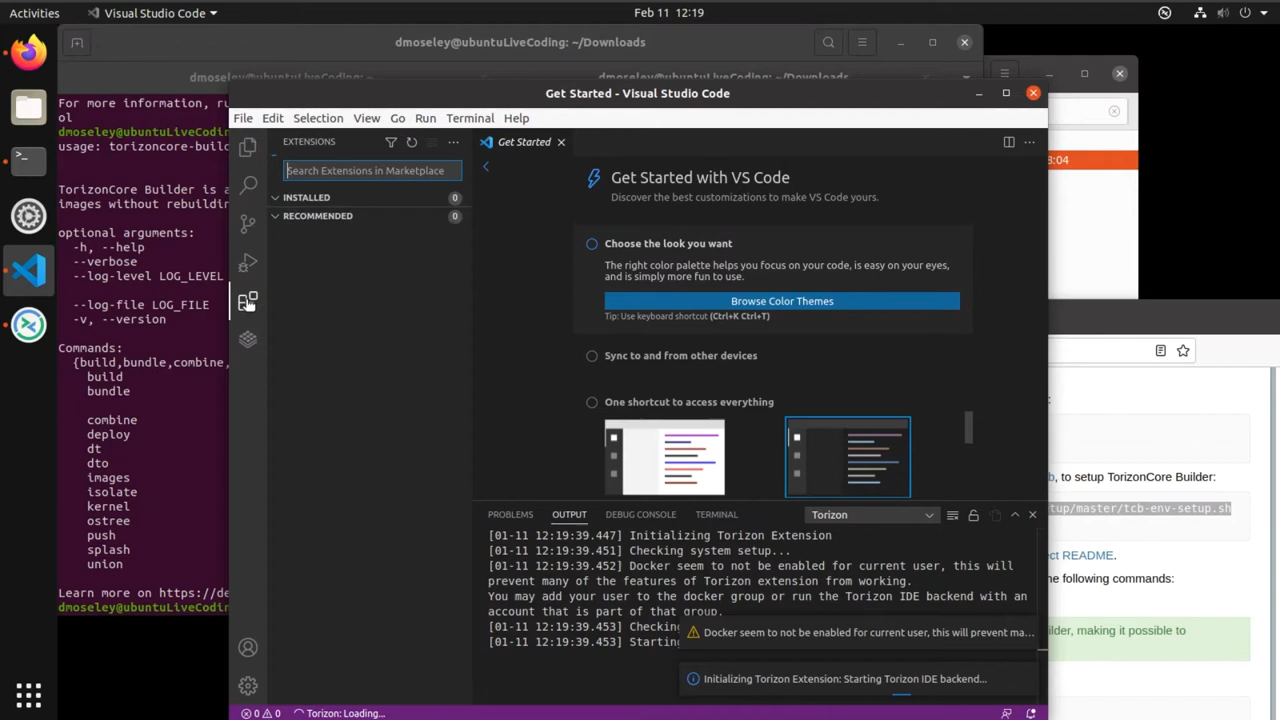 Activities
Visual Studio Code
Feb 11 12:19
dmoseley@ubuntuLiveCoding: ~/Downloads
dmoseley@ubuntuLiveCoding: ~
dmoseley@ubuntuLiveCoding: ~/Downloads
For more information, ru
ol
dmoseley@ubuntuLiveCoding
usage: torizoncore-buil
TorizonCore Builder is a
images without rebuildin
optional arguments:
-h, --help
--verbose
--log-level LOG_LEVEL
--log-file LOG_FILE
-v, --version
Commands:
{build,bundle,combine,
build
bundle
combine
deploy
dt
dto
images
isolate
kernel
ostree
push
splash
union
Learn more on https://de
dmoseley@ubuntuLiveCodin
Get Started - Visual Studio Code
File Edit Selection View Go Run Terminal Help
EXTENSIONS
Search Extensions in Marketplace
INSTALLED 0
RECOMMENDED 0
Get Started
Get Started with VS Code
Discover the best customizations to make VS Code yours.
Choose the look you want
The right color palette helps you focus on your code, is easy on your eyes,
and is simply more fun to use.
Browse Color Themes
Tip: Use keyboard shortcut (Ctrl+K Ctrl+T)
Sync to and from other devices
One shortcut to access everything
PROBLEMS OUTPUT DEBUG CONSOLE TERMINAL Torizon
[01-11 12:19:39.447] Initializing Torizon Extension
[01-11 12:19:39.451] Checking system setup...
[01-11 12:19:39.452] Docker seem to not be enabled for current user, this will
prevent many of the features of Torizon extension from working.
You may add your user to the docker group or run the Torizon IDE backend with an
account that is part of that group.
[01-11 12:19:39.453] Checkin
[01-11 12:19:39.453] Startin
Docker seem to not be enabled for current user, this will prevent ma...
Initializing Torizon Extension: Starting Torizon IDE backend...
0 0 Torizon: Loading...
8:04
b, to setup TorizonCore Builder:
tup/master/tcb-env-setup.sh
ect README.
he following commands:
ilder, making it possible to